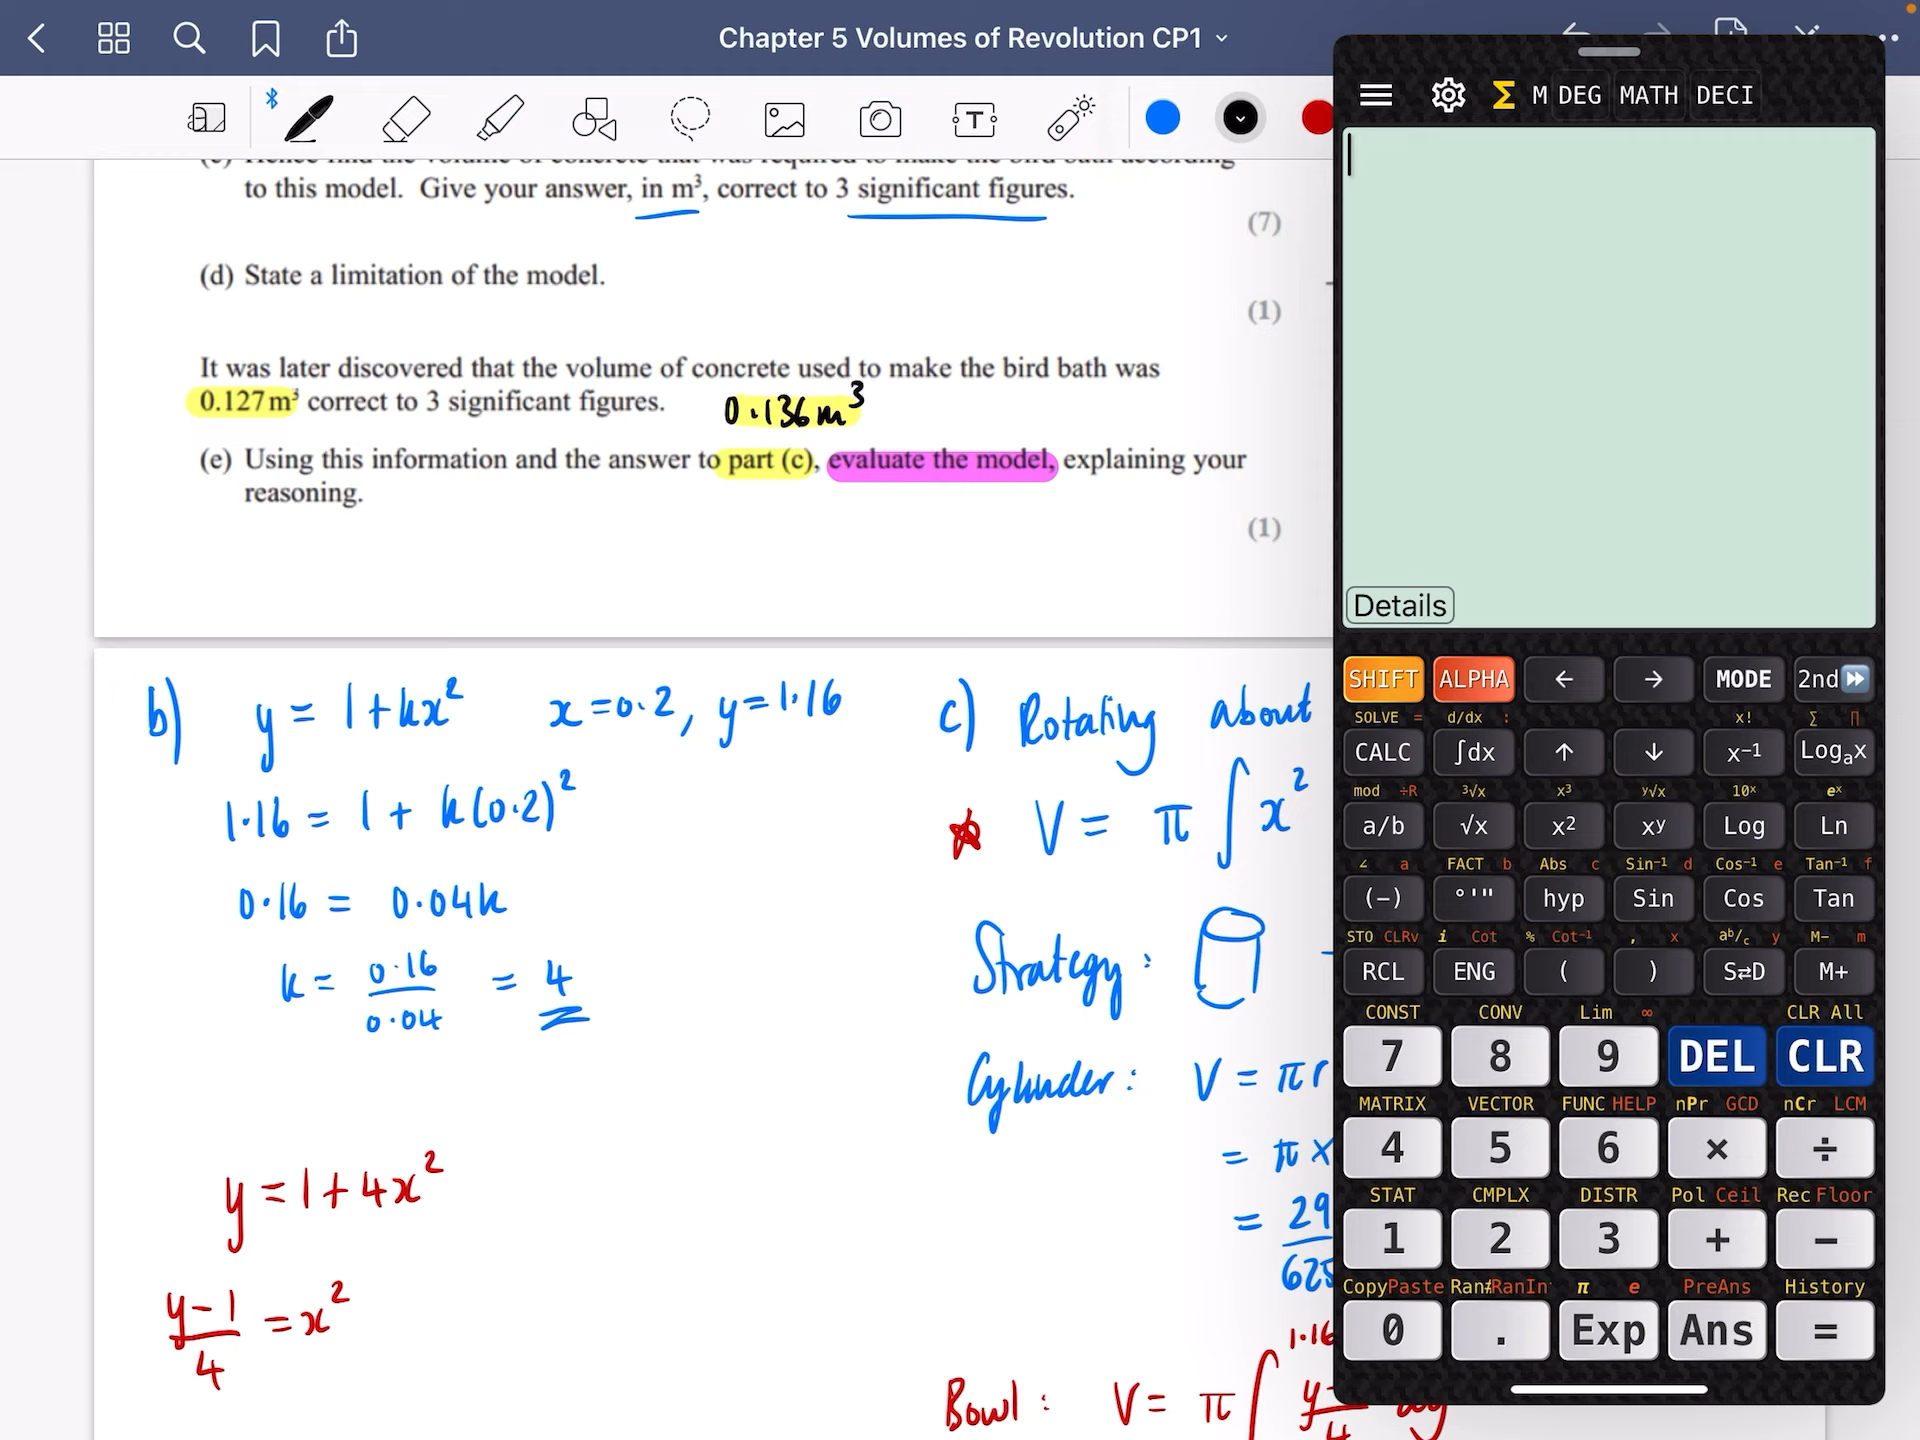 Chapter 5 Volumes of Revolution CP1
to this model. Give your answer, in m³, correct to 3 significant figures.
(7)
(d) State a limitation of the model.
(1)
It was later discovered that the volume of concrete used to make the bird bath was
0.127 m³ correct to 3 significant figures. 0.136m³
(e) Using this information and the answer to part (c), evaluate the model, explaining your
reasoning.
(1)
b) y = 1+kx² x=0.2, y=1.16
1.16 = 1 + k(0.2)²
0.16 = 0.04k
k = 0.16/0.04 = 4
y = 1+4x²
y-1/4 = x²
c) Rotating about
V = π∫x²
Strategy:
Cylinder: V = πr
= π×
= 29
625
1.16
Bowl: V = π∫ y-
4
dy
Σ M DEG MATH DECI
Details
SHIFT ALPHA ← → MODE 2nd
SOLVE = d/dx : x! Σ ∏
CALC ∫dx ↑ ↓ x⁻¹ Logₐx
mod ÷R ³√x x³ ʸ√x 10ˣ eˣ
a/b √x x² xʸ Log Ln
∠ a FACT b Abs c Sin⁻¹ d Cos⁻¹ e Tan⁻¹ f
(−) °'" hyp Sin Cos Tan
STO CLRv i Cot % Cot⁻¹ , x aᵇ/c y M− m
RCL ENG ( ) S⇄D M+
CONST CONV Lim ∞ CLR All
7 8 9 DEL CLR
MATRIX VECTOR FUNC HELP nPr GCD nCr LCM
4 5 6 × ÷
STAT CMPLX DISTR Pol Ceil Rec Floor
1 2 3 + −
Copy Paste Ran# RanIn π e PreAns History
0 . Exp Ans =